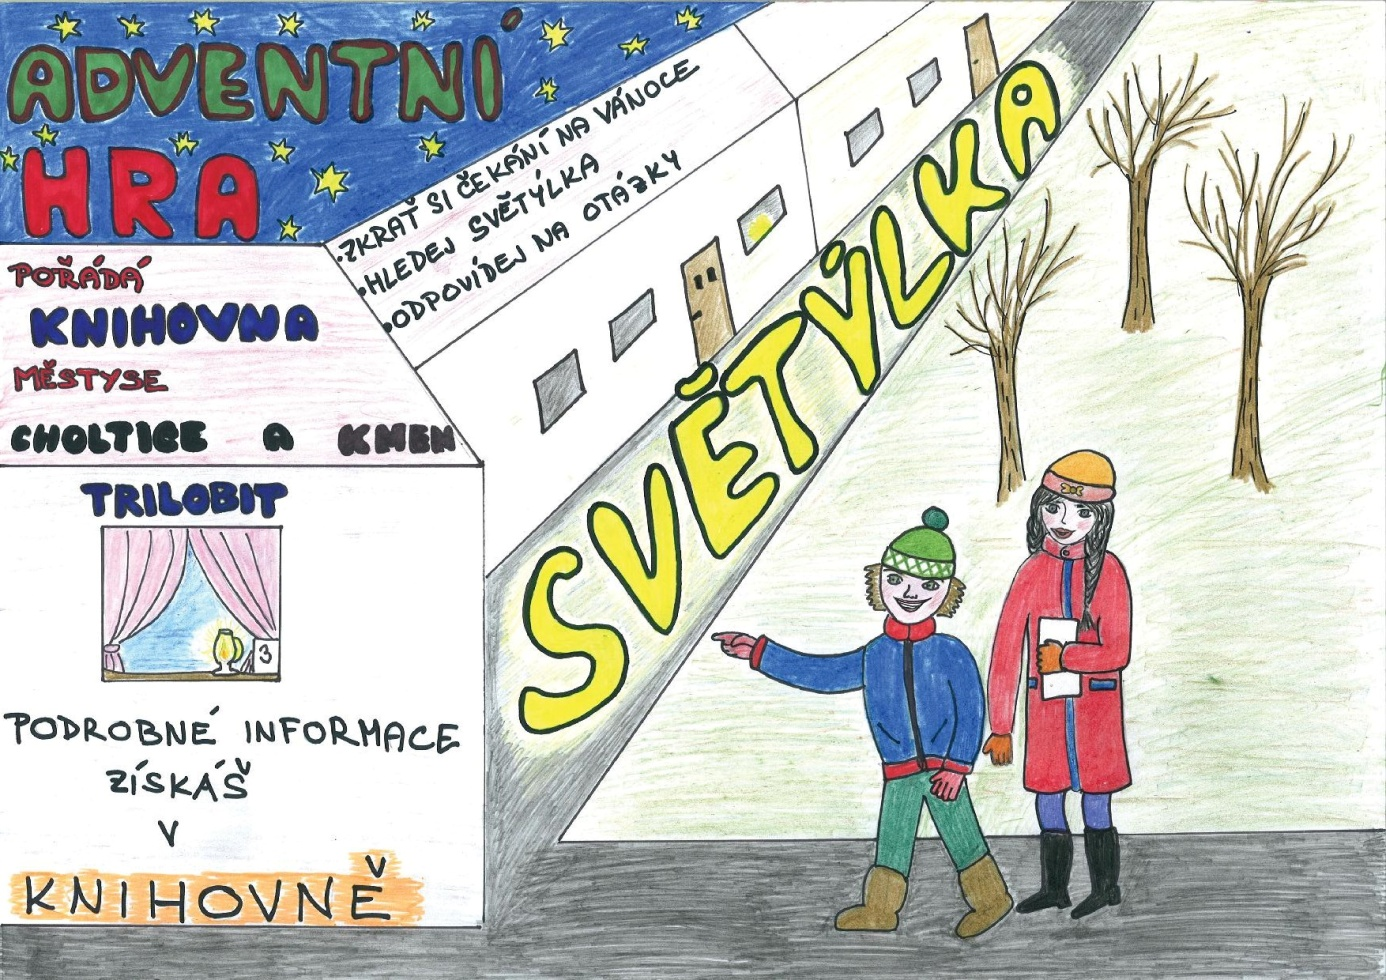 ADVENTNÍ
HRA
•ZKRAŤ SI ČEKÁNÍ NA VÁNOCE
•HLEDEJ SVĚTÝLKA
•ODPOVÍDEJ NA OTÁZKY
POŘÁDÁ
KNIHOVNA
MĚSTYSE
CHOLTICE A KMEN
TRILOBIT
3
PODROBNÉ INFORMACE
ZÍSKÁŠ
V
KNIHOVNĚ
SVĚTÝLKA